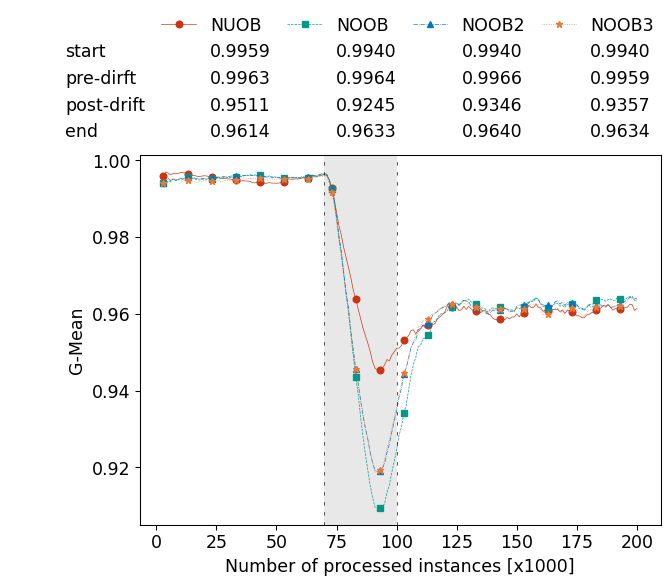 NUOB NOOB NOOB2 NOOB3
start 0.9959 0.9940 0.9940 0.9940
pre-dirft 0.9963 0.9964 0.9966 0.9959
post-drift 0.9511 0.9245 0.9346 0.9357
end 0.9614 0.9633 0.9640 0.9634
1.00
0.98
0.96
0.94
0.92
G-Mean
0 25 50 75 100 125 150 175 200
Number of processed instances [x1000]